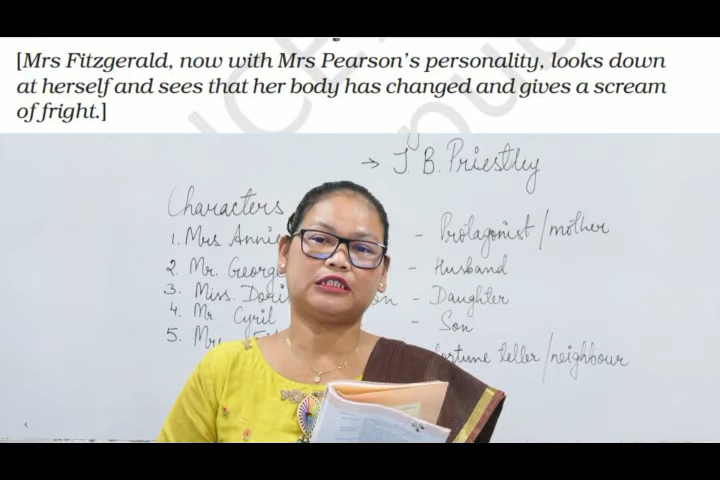 [Mrs Fitzgerald, now with Mrs Pearson's personality, looks down
at herself and sees that her body has changed and gives a scream
of fright.]
→ J. B. Priestley
Characters
1. Mrs Annie - Protagonist/mother
2. Mr. George - Husband
3. Miss. Dori on - Daughter
4. Mr Cyril - Son
5. Mrs fortune teller/neighbour